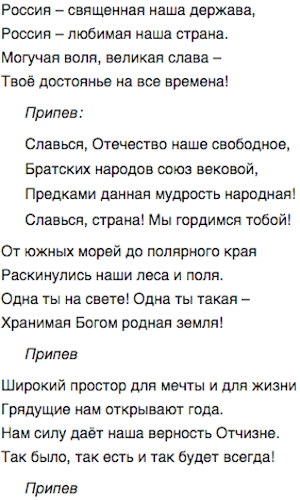 Россия – священная наша держава,
Россия – любимая наша страна.
Могучая воля, великая слава –
Твоё достоянье на все времена!
Припев:
Славься, Отечество наше свободное,
Братских народов союз вековой,
Предками данная мудрость народная!
Славься, страна! Мы гордимся тобой!
От южных морей до полярного края
Раскинулись наши леса и поля.
Одна ты на свете! Одна ты такая –
Хранимая Богом родная земля!
Припев
Широкий простор для мечты и для жизни
Грядущие нам открывают года.
Нам силу даёт наша верность Отчизне.
Так было, так есть и так будет всегда!
Припев